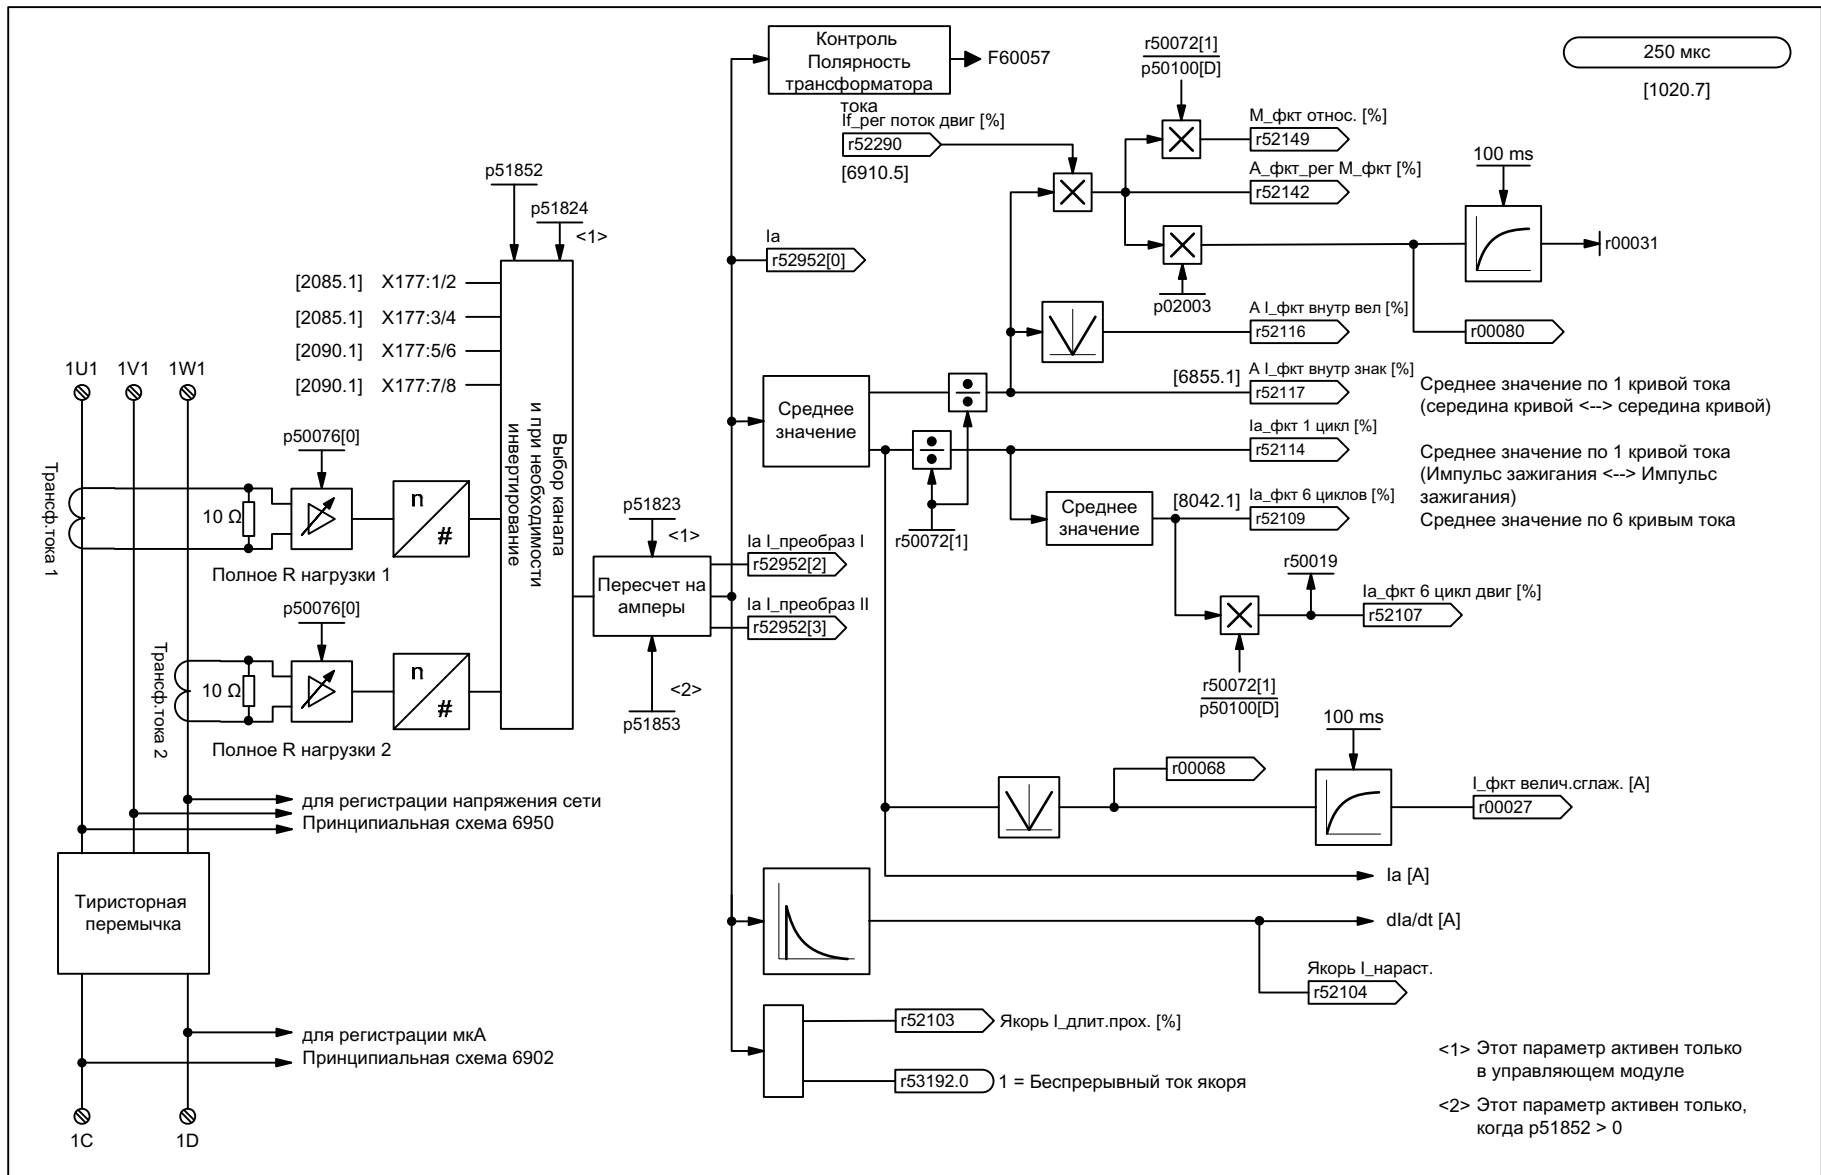 Контроль
Полярность
трансформатора
тока
F60057
r50072[1]
p50100[D]
250 мкс
[1020.7]
If_рег поток двиг [%]
r52290
[6910.5]
М_фкт относ. [%]
r52149
А_фкт_рег М_фкт [%]
r52142
100 ms
r00031
p02003
r00080
p51852
p51824
<1>
Ia
r52952[0]
[2085.1] X177:1/2
[2085.1] X177:3/4
[2090.1] X177:5/6
[2090.1] X177:7/8
Выбор канала
и при необходимости
инвертирование
А I_фкт внутр вел [%]
r52116
[6855.1]
А I_фкт внутр знак [%]
r52117
Среднее значение по 1 кривой тока
(середина кривой <--> середина кривой)
Среднее
значение
Ia_фкт 1 цикл [%]
r52114
Среднее значение по 1 кривой тока
(Импульс зажигания <--> Импульс
зажигания)
r50072[1]
Среднее
значение
[8042.1]
Ia_фкт 6 циклов [%]
r52109
Среднее значение по 6 кривым тока
1U1
1V1
1W1
p50076[0]
Трансф.тока 1
10 Ω
n
#
Полное R нагрузки 1
p50076[0]
Трансф.тока 2
10 Ω
n
#
Полное R нагрузки 2
p51823
<1>
Пересчет на
амперы
<2>
p51853
Ia I_преобраз I
r52952[2]
Ia I_преобраз II
r52952[3]
r50019
Ia_фкт 6 цикл двиг [%]
r52107
r50072[1]
p50100[D]
100 ms
r00068
I_фкт велич.сглаж. [A]
r00027
для регистрации напряжения сети
Принципиальная схема 6950
Тиристорная
перемычка
Ia [A]
dIa/dt [A]
Якорь I_нараст.
r52104
для регистрации мкА
Принципиальная схема 6902
1C
1D
r52103
Якорь I_длит.прох. [%]
r53192.0
1 = Беспрерывный ток якоря
<1> Этот параметр активен только
в управляющем модуле
<2> Этот параметр активен только,
когда p51852 > 0